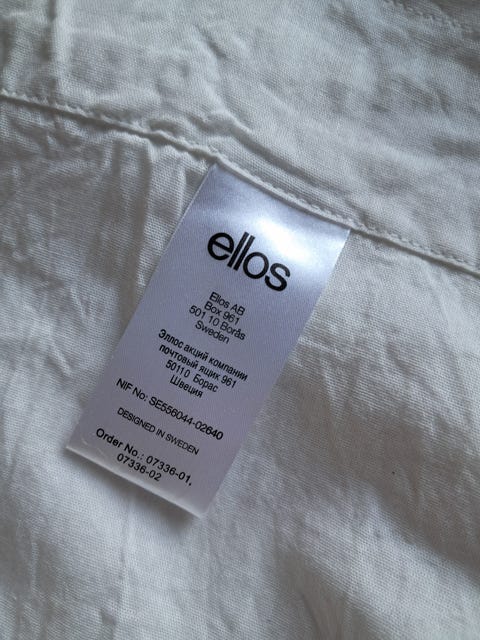 ellos
Ellos AB
Box 961
501 10 Borås
Sweden
Эллос акций компании
почтовый ящик 961
50110 Борас
Швеция
NIF No: SE556044-02640
DESIGNED IN SWEDEN
Order No.: 07336-01,
07336-02